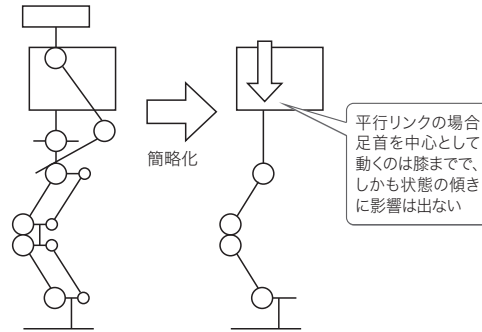 簡略化
平行リンクの場合
足首を中心として
動くのは膝までで、
しかも状態の傾き
に影響は出ない